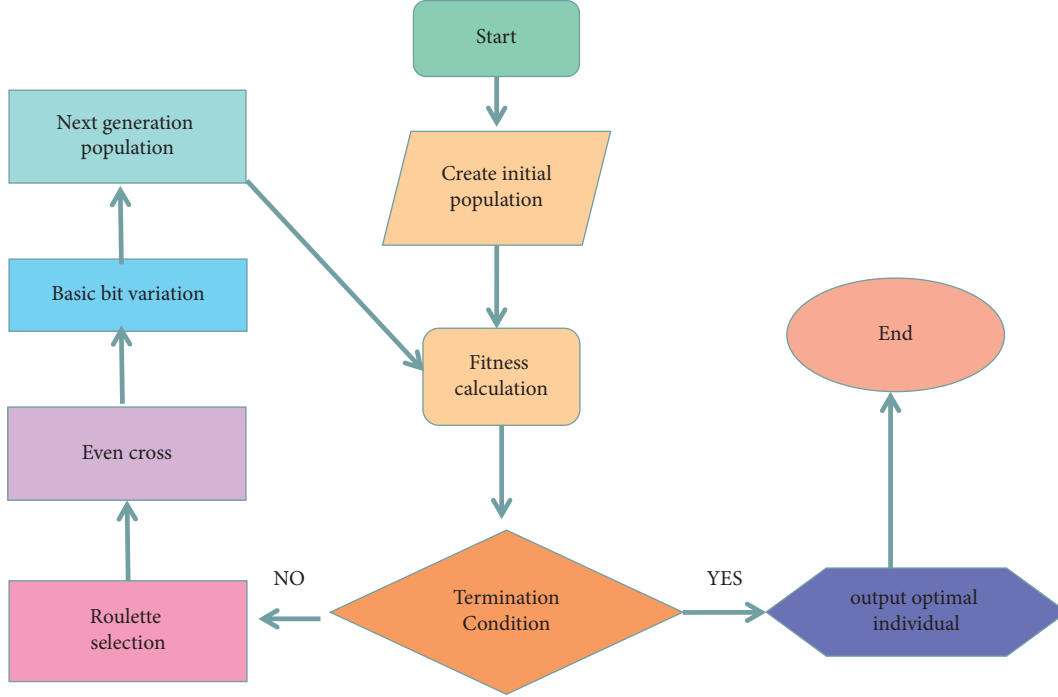 Start
Next generation
population
Create initial
population
Basic bit variation
Fitness
calculation
End
Even cross
NO
YES
Roulette
selection
Termination
Condition
output optimal
individual